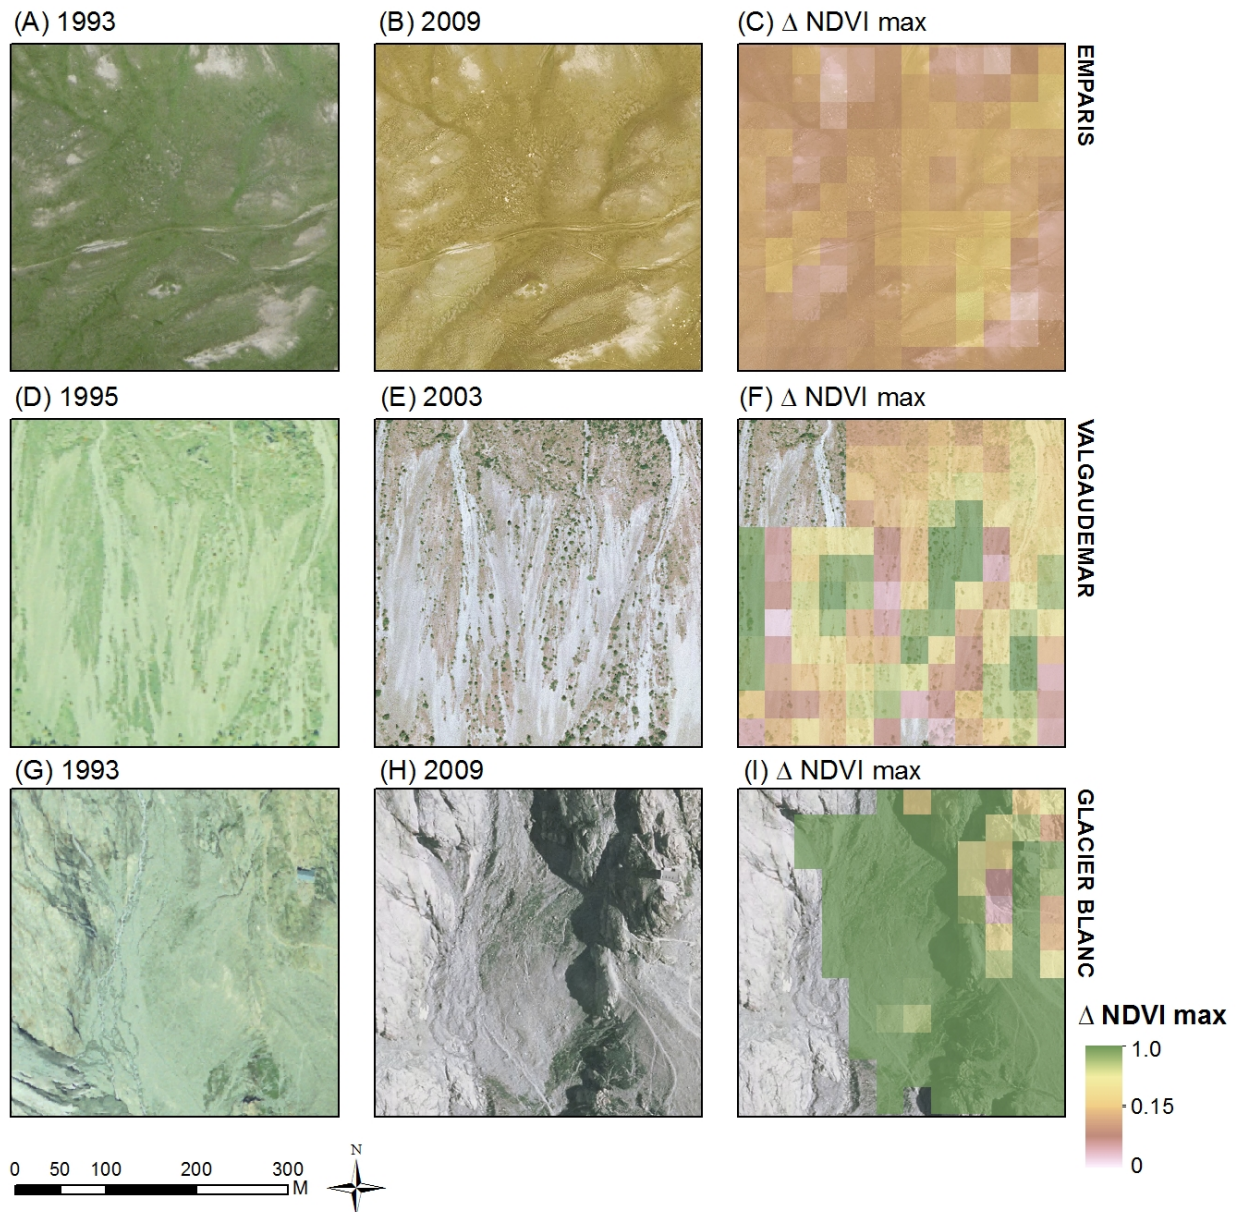 (A) 1993
(B) 2009
(C) Δ NDVI max
EMPARIS
(D) 1995
(E) 2003
(F) Δ NDVI max
VALGAUDEMAR
(G) 1993
(H) 2009
(I) Δ NDVI max
GLACIER BLANC
Δ NDVI max
1.0
0.15
0
N
0 50 100 200 300
M